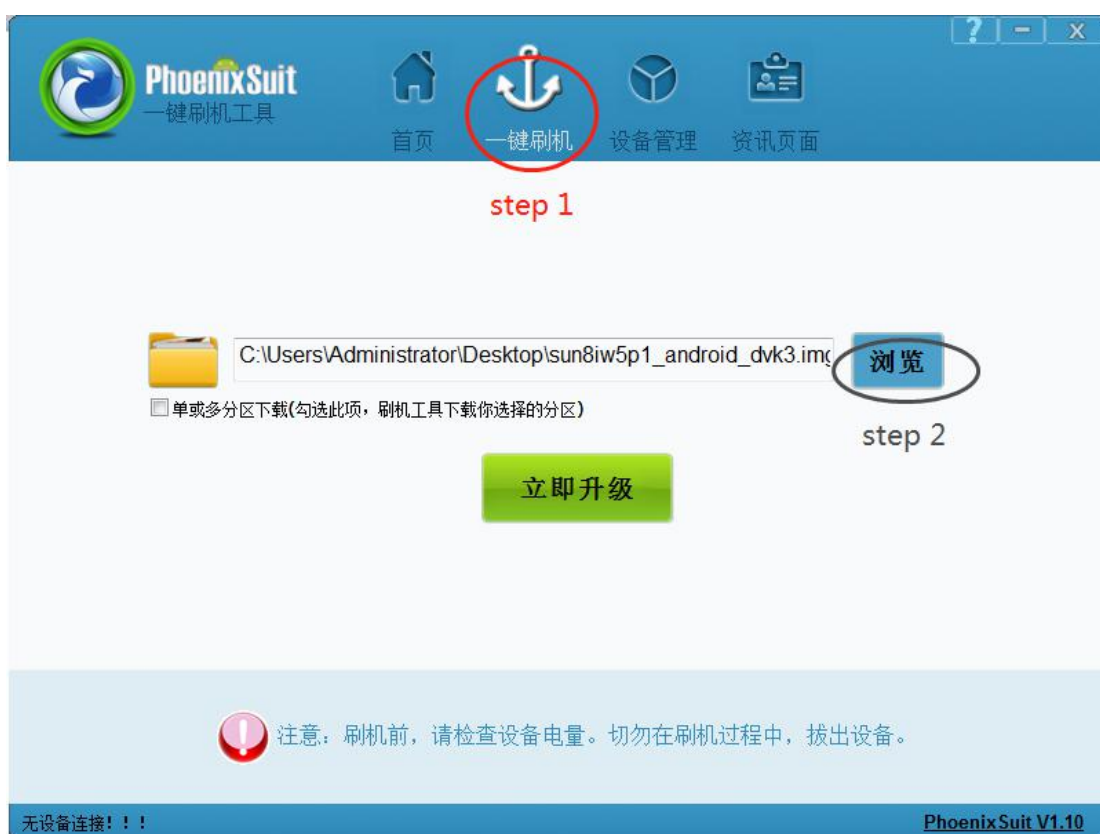 ? - x
PhoenixSuit
一键刷机工具
首页 一键刷机 设备管理 资讯页面
step 1
C:\Users\Administrator\Desktop\sun8iw5p1_android_dvk3.img
浏览
单或多分区下载(勾选此项，刷机工具下载你选择的分区)
step 2
立即升级
注意：刷机前，请检查设备电量。切勿在刷机过程中，拔出设备。
无设备连接！！！
PhoenixSuit V1.10